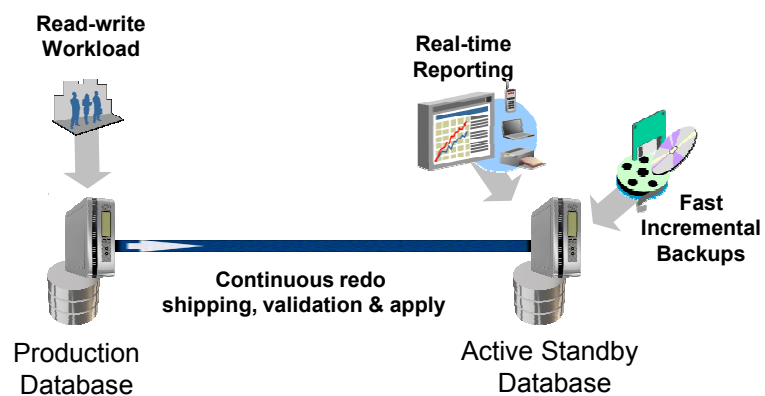 Read-write
Workload
Real-time
Reporting
Fast
Incremental
Backups
Continuous redo
shipping, validation & apply
Production
Database
Active Standby
Database